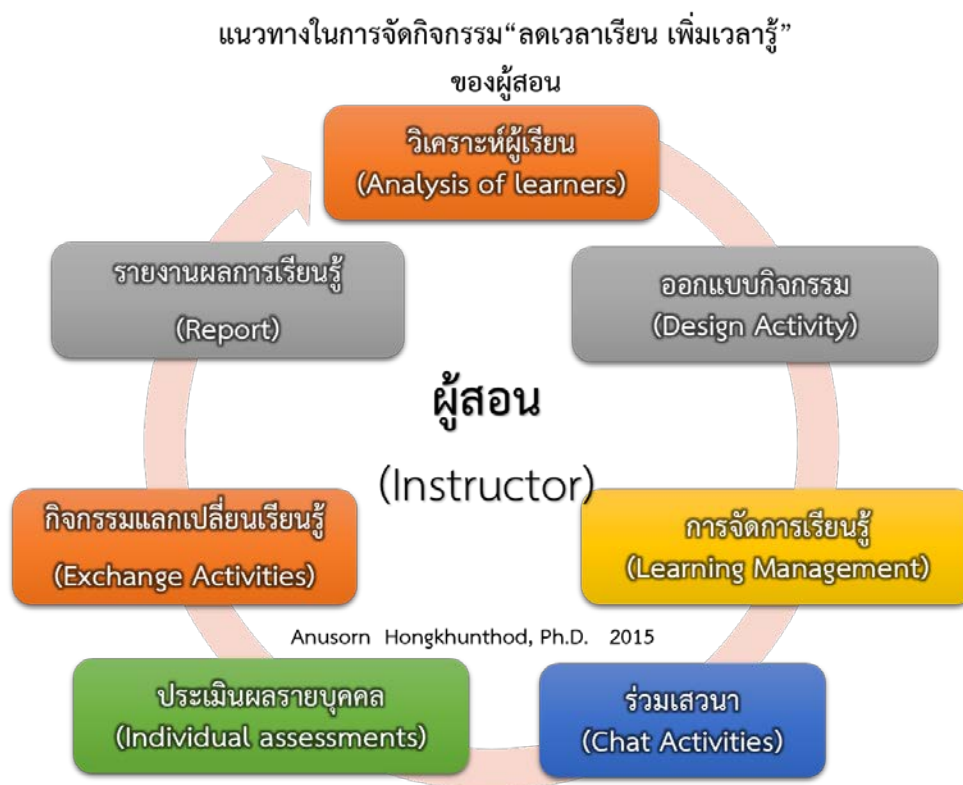 แนวทางในการจัดกิจกรรม“ลดเวลาเรียน เพิ่มเวลารู้”
ของผู้สอน
วิเคราะห์ผู้เรียน
(Analysis of learners)
ออกแบบกิจกรรม
(Design Activity)
การจัดการเรียนรู้
(Learning Management)
ร่วมเสวนา
(Chat Activities)
ประเมินผลรายบุคคล
(Individual assessments)
กิจกรรมแลกเปลี่ยนเรียนรู้
(Exchange Activities)
รายงานผลการเรียนรู้
(Report)
ผู้สอน
(Instructor)
Anusorn Hongkhunthod, Ph.D. 2015